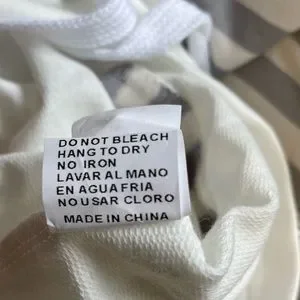 DO NOT BLEACH
HANG TO DRY
NO IRON
LAVAR AL MANO
EN AGUA FRIA
NO USAR CLORO
MADE IN CHINA